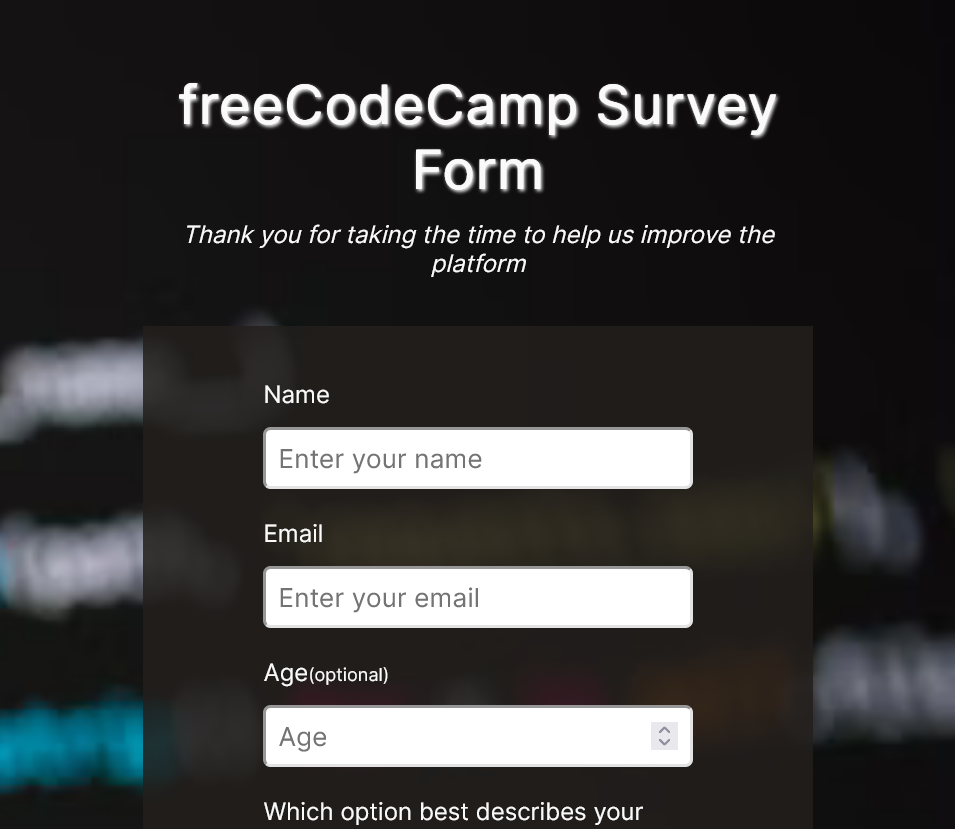 freeCodeCamp Survey
Form
Thank you for taking the time to help us improve the
platform
Name
Enter your name
Email
Enter your email
Age(optional)
Age
Which option best describes your